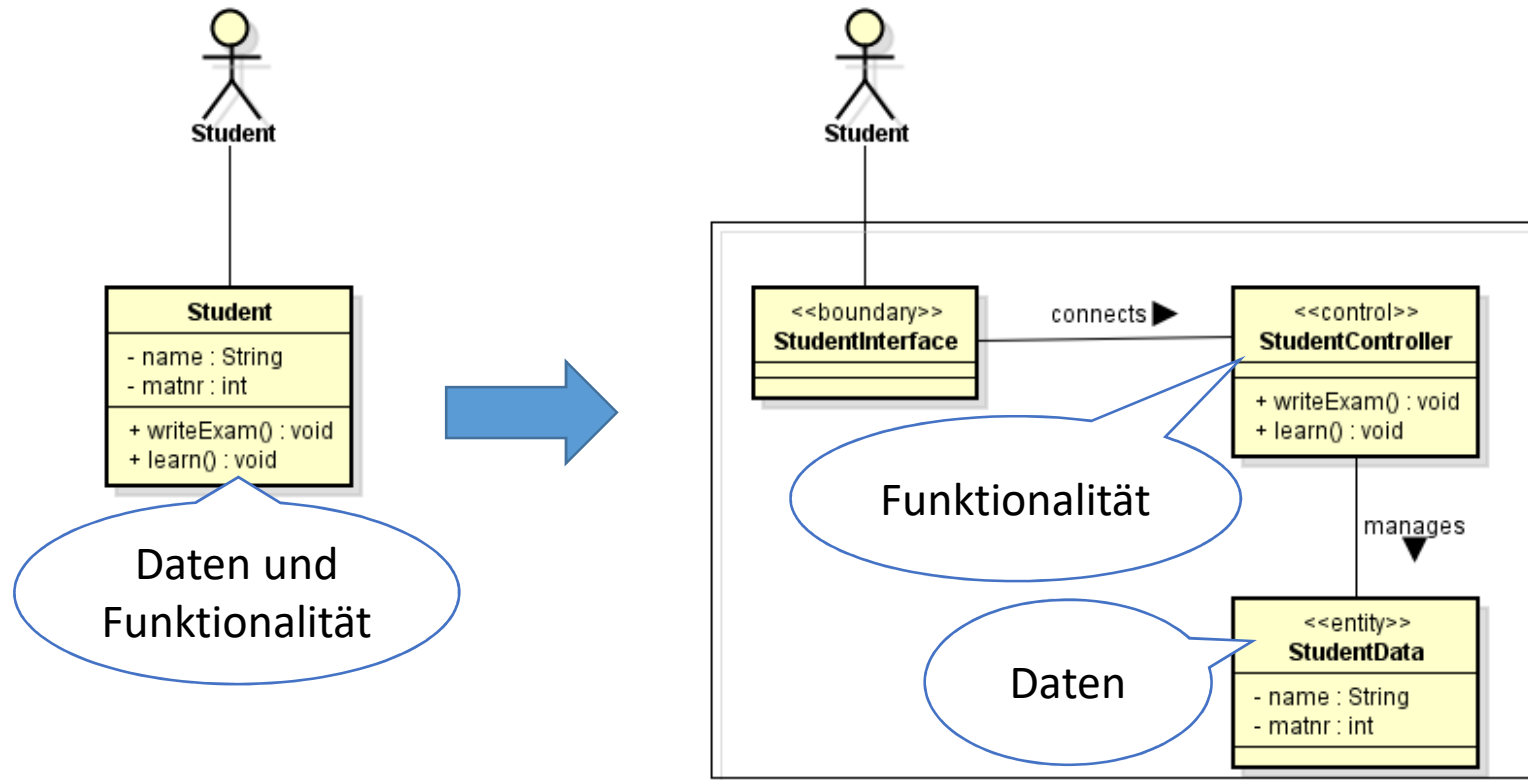 Student
Student
- name : String
- matnr : int
+ writeExam() : void
+ learn() : void
Daten und
Funktionalität
Student
<<boundary>>
StudentInterface
connects
<<control>>
StudentController
+ writeExam() : void
+ learn() : void
Funktionalität
manages
<<entity>>
StudentData
- name : String
- matnr : int
Daten